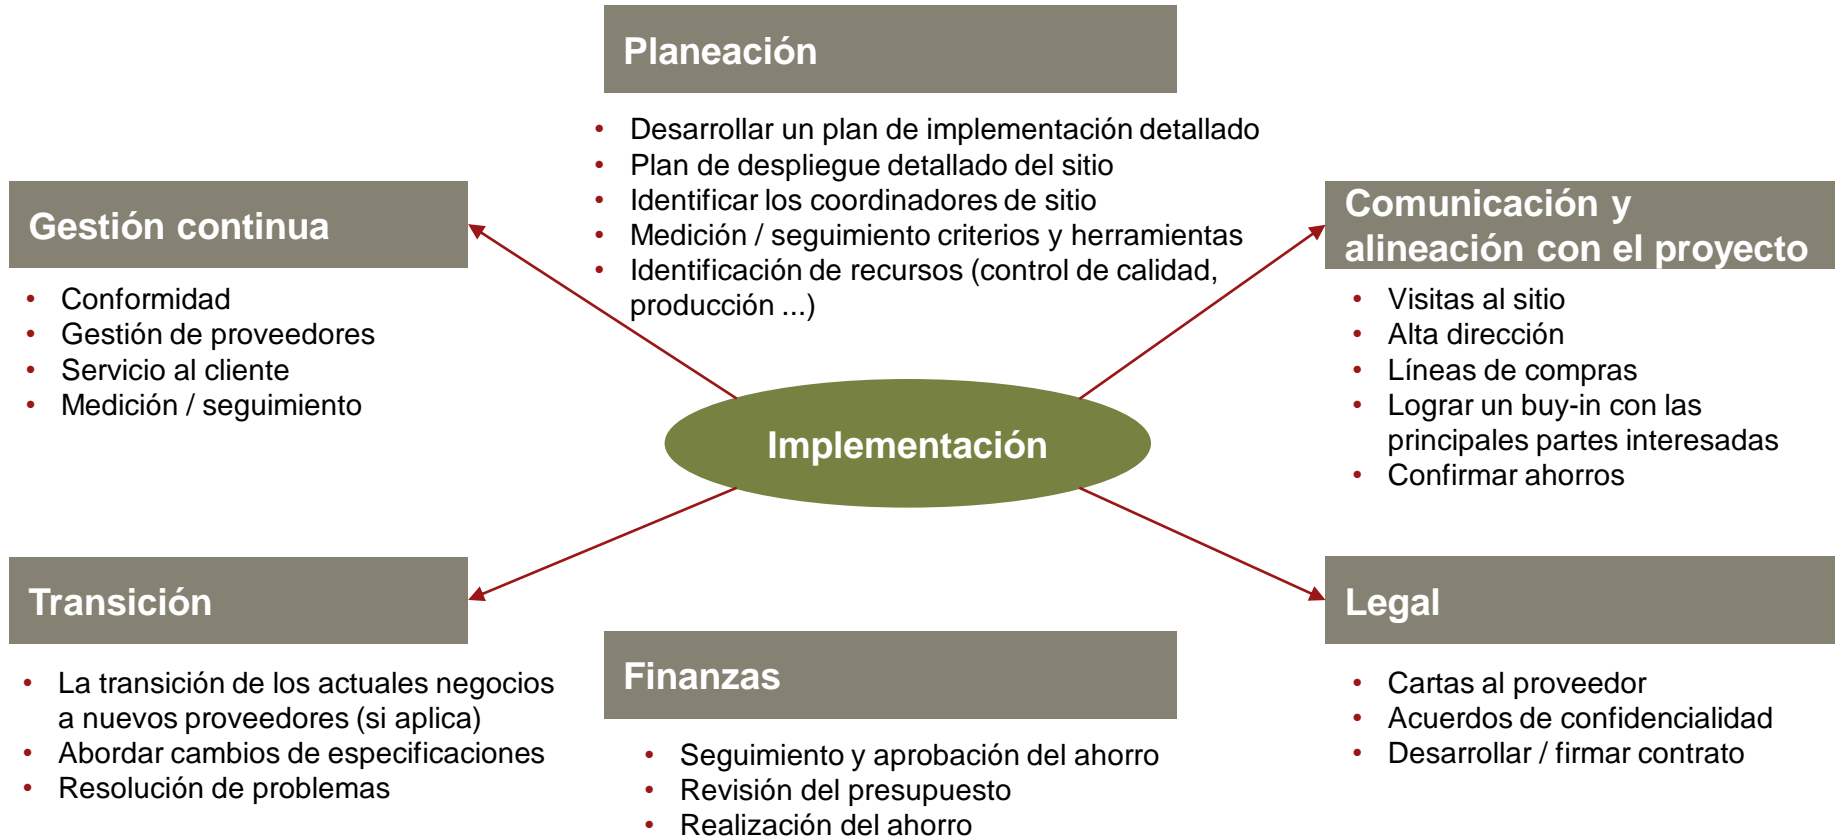 Planeación
• Desarrollar un plan de implementación detallado
• Plan de despliegue detallado del sitio
• Identificar los coordinadores de sitio
• Medición / seguimiento criterios y herramientas
• Identificación de recursos (control de calidad,
producción ...)
Gestión continua
• Conformidad
• Gestión de proveedores
• Servicio al cliente
• Medición / seguimiento
Comunicación y
alineación con el proyecto
• Visitas al sitio
• Alta dirección
• Líneas de compras
• Lograr un buy-in con las
principales partes interesadas
• Confirmar ahorros
Implementación
Transición
• La transición de los actuales negocios
a nuevos proveedores (si aplica)
• Abordar cambios de especificaciones
• Resolución de problemas
Finanzas
• Seguimiento y aprobación del ahorro
• Revisión del presupuesto
• Realización del ahorro
Legal
• Cartas al proveedor
• Acuerdos de confidencialidad
• Desarrollar / firmar contrato